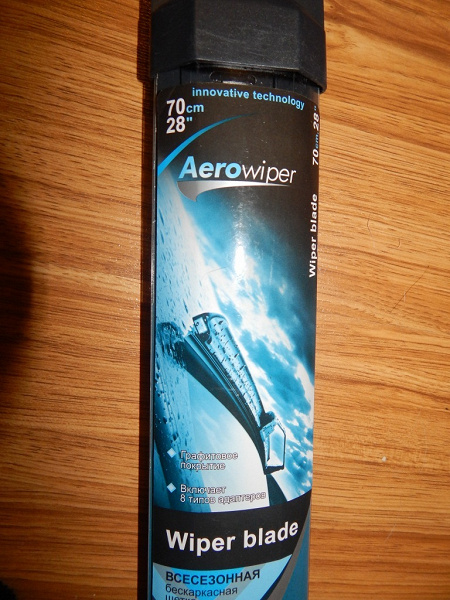 innovative technology
70cm
28"
Aerowiper
70cm 28"
Wiper blade
Графитовое
покрытие
Включает
8 типов адаптеров
Wiper blade
ВСЕСЕЗОННАЯ
бескаркасная